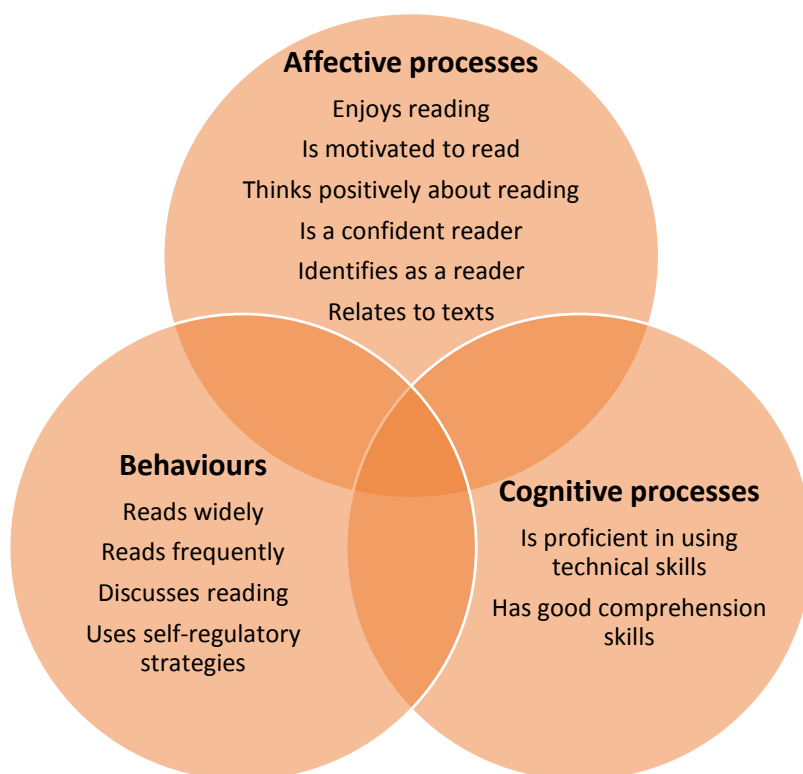 Affective processes
Enjoys reading
Is motivated to read
Thinks positively about reading
Is a confident reader
Identifies as a reader
Relates to texts
Behaviours
Reads widely
Reads frequently
Discusses reading
Uses self-regulatory
strategies
Cognitive processes
Is proficient in using
technical skills
Has good comprehension
skills